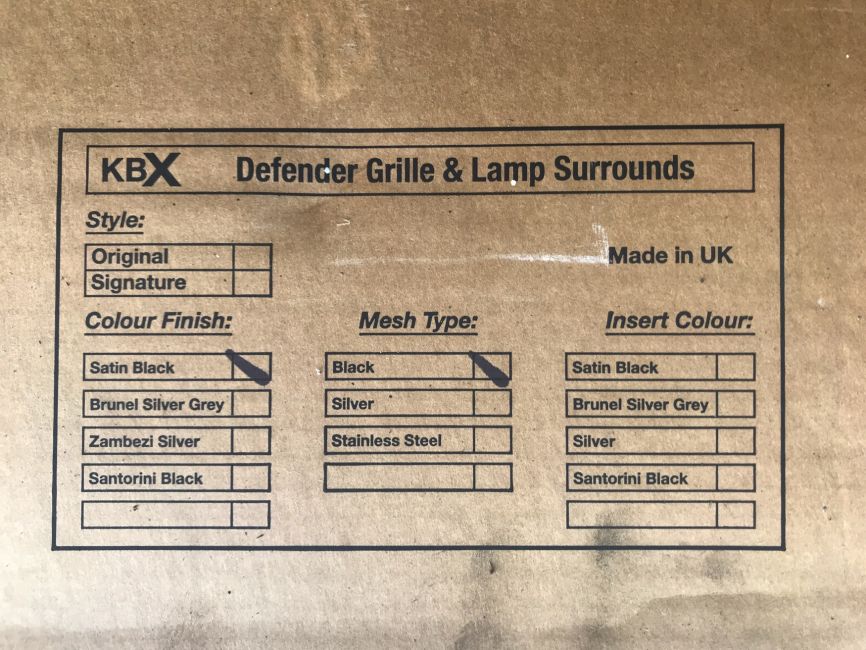 KBX Defender Grille & Lamp Surrounds
Style:
Original
Made in UK
Signature
Colour Finish: Mesh Type: Insert Colour:
Satin Black Black Satin Black
Brunel Silver Grey Silver Brunel Silver Grey
Zambezi Silver Stainless Steel Silver
Santorini Black Santorini Black